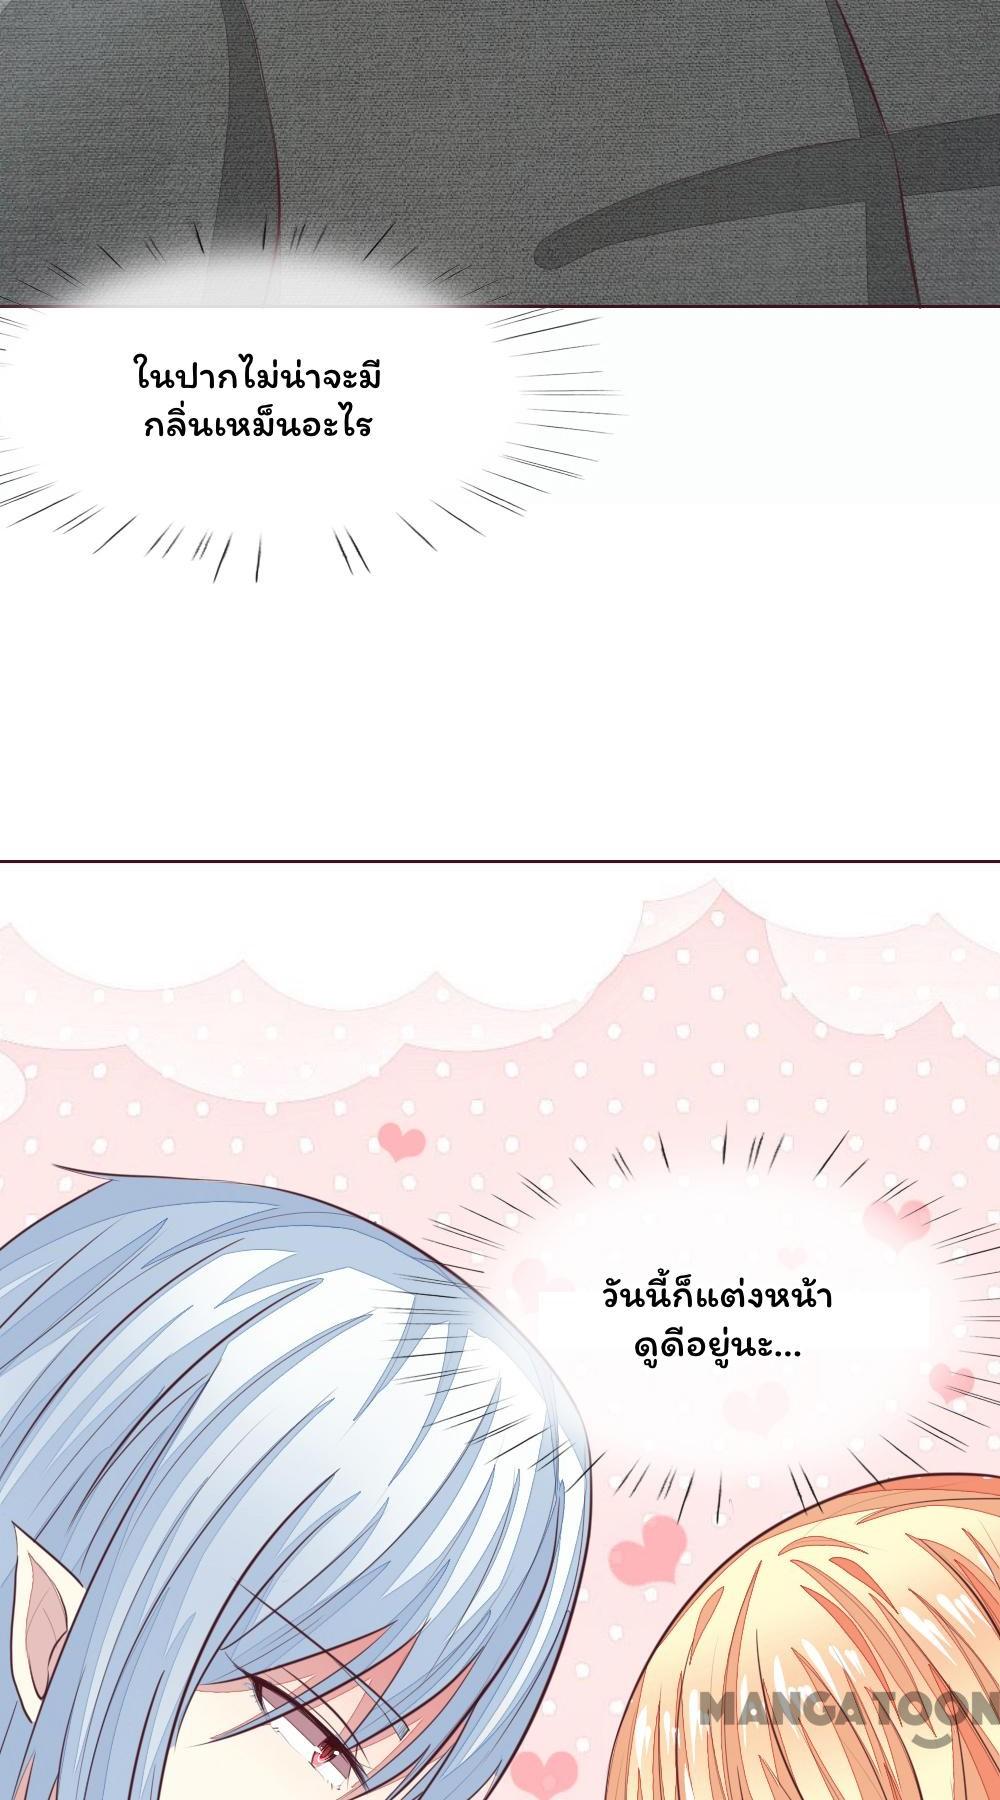 ในปากไม่น่าจะมี
กลิ่นเหม็นอะไร
วันนี้ก็แต่งหน้า
ดูดีอยู่นะ...
MANGATOON